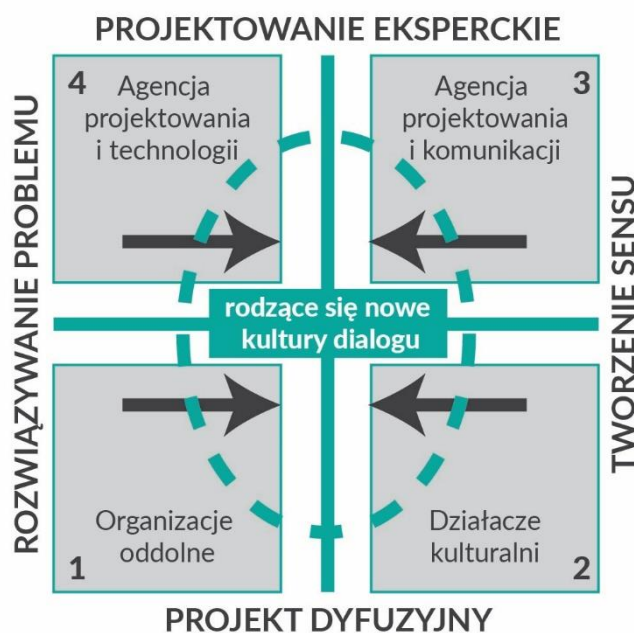 PROJEKTOWANIE EKSPERCKIE
4
Agencja
projektowania
i technologii
3
Agencja
projektowania
i komunikacji
ROZWIĄZYWANIE PROBLEMU
TWORZENIE SENSU
rodzące się nowe
kultury dialogu
Organizacje
oddolne
1
Działacze
kulturalni
2
PROJEKT DYFUZYJNY